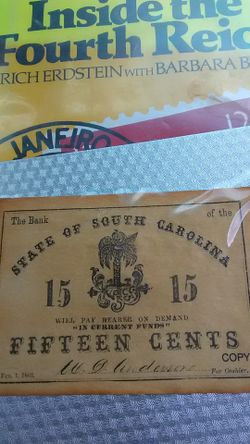 Inside the
Fourth Reic
RICH ERDSTEIN WITH BARBARA B
12
JANEIRO
The Bank of the
STATE OF SOUTH CAROLINA
15 15
WILL PAY BEARER ON DEMAND
"IN CURRENT FUNDS"
FIFTEEN CENTS
COPY
For Cashier.